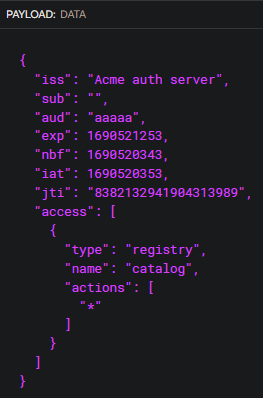 PAYLOAD: DATA
{
"iss": "Acme auth server",
"sub": "",
"aud": "aaaaa",
"exp": 1690521253,
"nbf": 1690520343,
"iat": 1690520353,
"jti": "8382132941904313989",
"access": [
{
"type": "registry",
"name": "catalog",
"actions": [
"*"
]
}
]
}